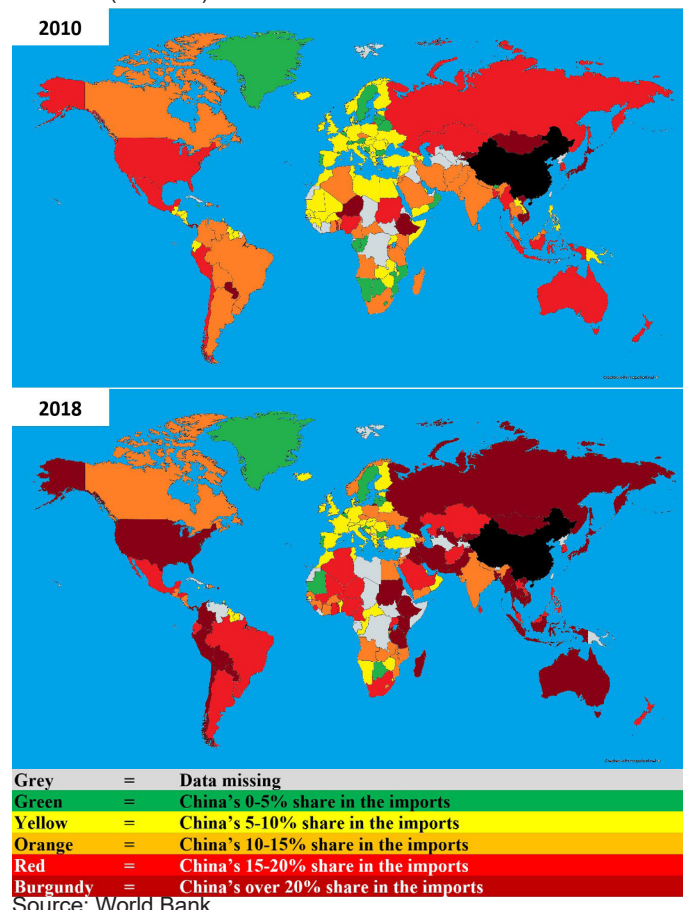 2010
2018
Grey = Data missing
Green = China's 0-5% share in the imports
Yellow = China's 5-10% share in the imports
Orange = China's 10-15% share in the imports
Red = China's 15-20% share in the imports
Burgundy = China's over 20% share in the imports
Source: World Bank